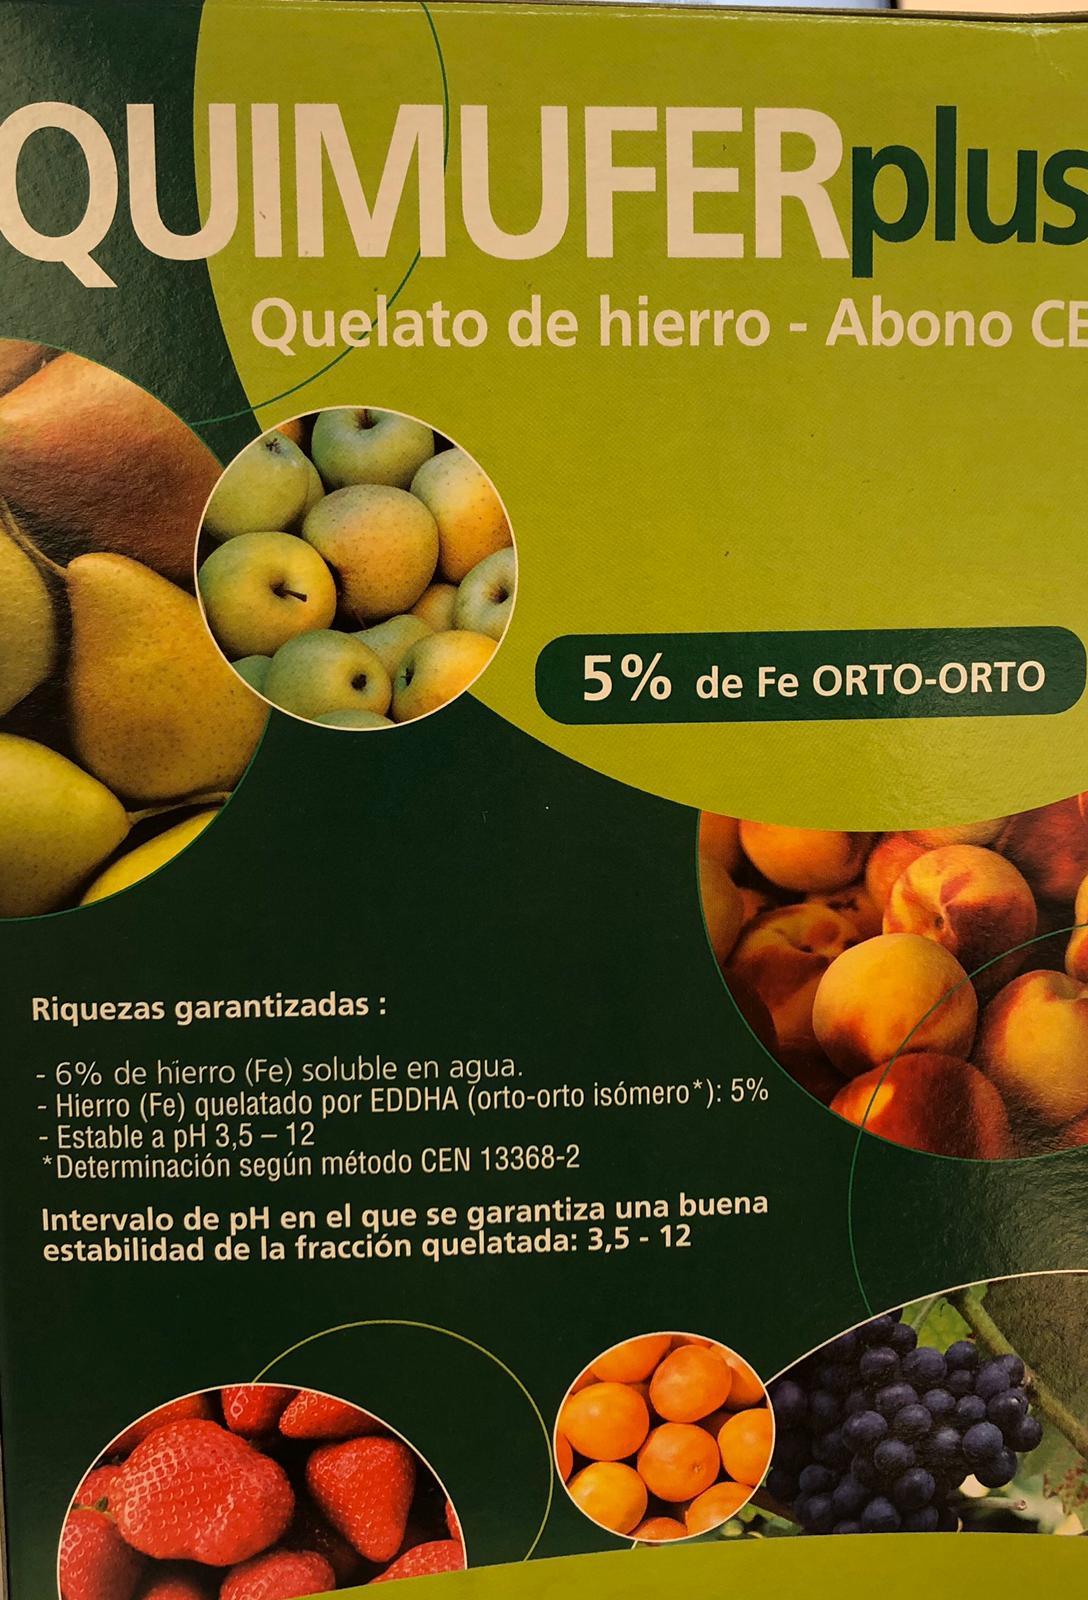 QUIMUFERplus
Quelato de hierro - Abono CE
5% de Fe ORTO-ORTO
Riquezas garantizadas :
- 6% de hierro (Fe) soluble en agua.
- Hierro (Fe) quelatado por EDDHA (orto-orto isómero*): 5%
- Estable a pH 3,5 – 12
*Determinación según método CEN 13368-2
Intervalo de pH en el que se garantiza una buena
estabilidad de la fracción quelatada: 3,5 - 12